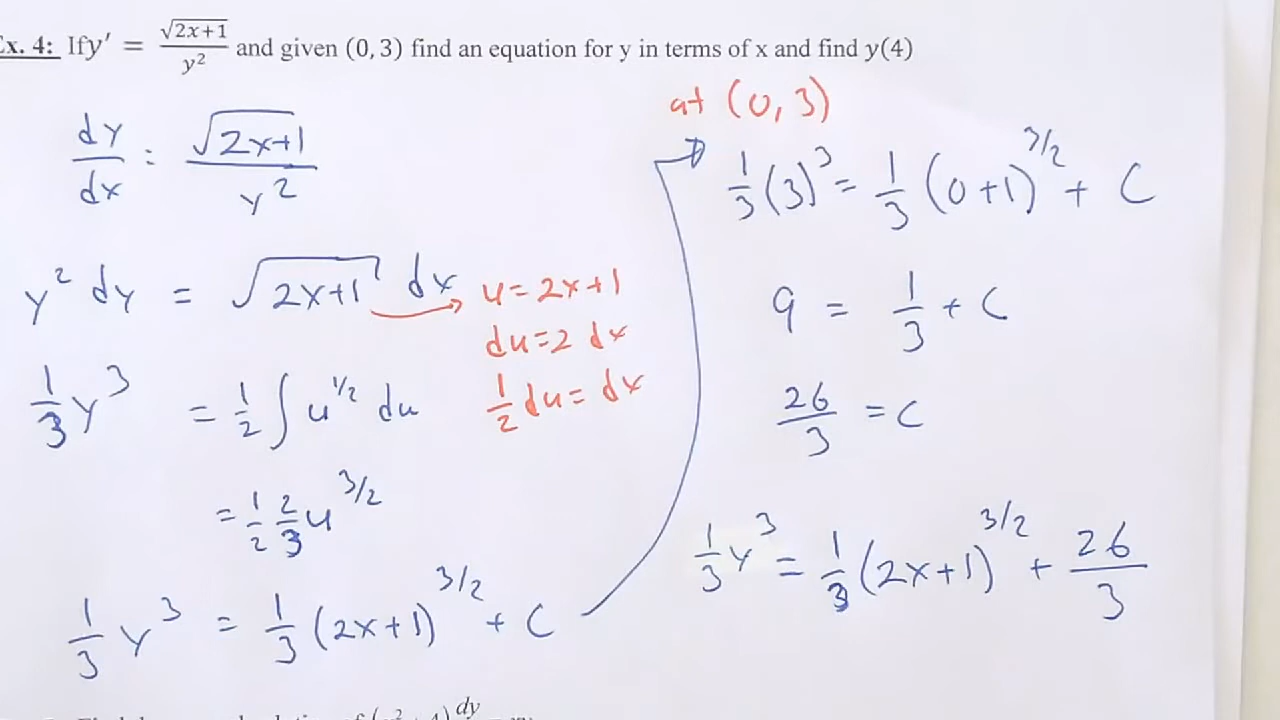 Ex. 4: If y′ = √(2x+1)/y² and given (0, 3) find an equation for y in terms of x and find y(4)
dy/dx = √(2x+1)/y²
y² dy = √(2x+1) dx
u = 2x+1
du = 2 dx
1/2 du = dx
1/3 y³ = 1/2 ∫ u^(1/2) du
= 1/2 2/3 u^(3/2)
1/3 y³ = 1/3 (2x+1)^(3/2) + C
at (0, 3)
1/3 (3)³ = 1/3 (0+1)^(3/2) + C
9 = 1/3 + C
26/3 = C
1/3 y³ = 1/3 (2x+1)^(3/2) + 26/3
dy